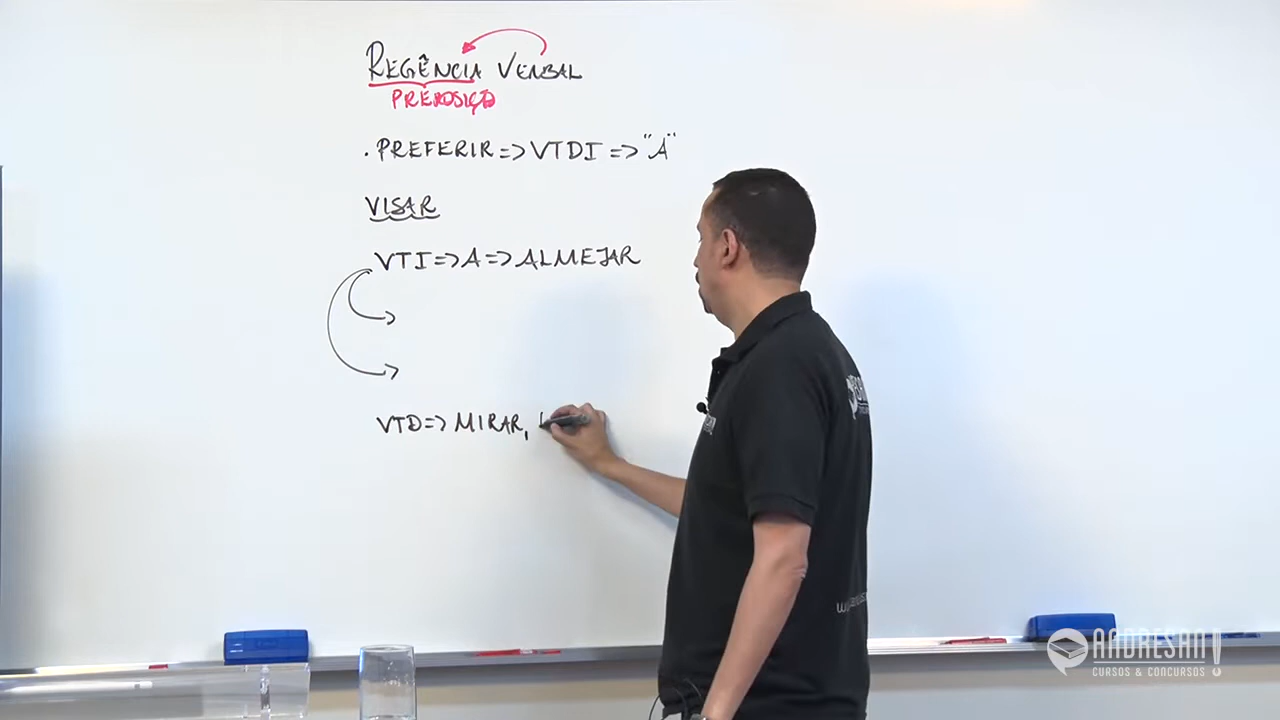 REGÊNCIA VERBAL
PREPOSIÇÃO
. PREFERIR => VTDI => "A"
VISAR
VTI => A => ALMEJAR
VTD => MIRAR,
ANDRESAN!
CURSOS & CONCURSOS